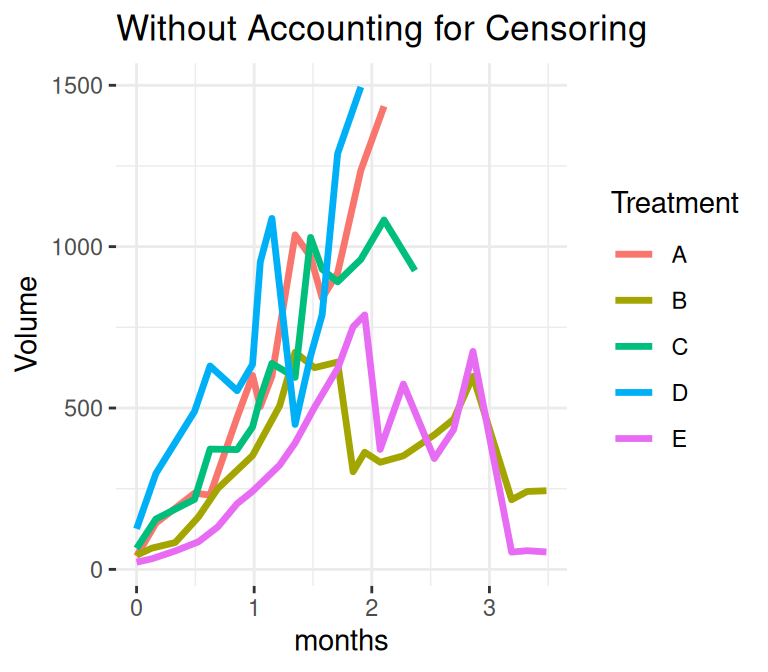 Without Accounting for Censoring
1500
1000
500
0
Volume
0 1 2 3
months
Treatment
A
B
C
D
E